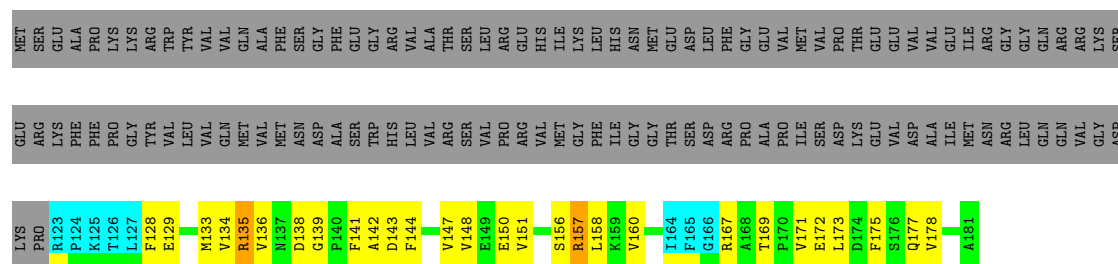 MET SER GLU ALA PRO LYS LYS ARG TRP TYR VAL VAL GLN ALA PHE SER GLY PHE GLU GLY ARG VAL ALA THR SER LEU ARG GLU HIS ILE LYS LEU HIS ASN MET GLU ASP LEU PHE GLY GLU VAL MET VAL PRO THR GLU GLU VAL VAL GLU ILE ARG GLY GLY GLN ARG ARG LYS SER
GLU ARG LYS PHE PHE PRO GLY TYR VAL LEU VAL GLN MET VAL MET ASN ASP ALA SER TRP HIS LEU VAL ARG SER VAL PRO ARG VAL MET GLY PHE ILE GLY GLY THR SER ASP ARG PRO ALA PRO ILE SER ASP LYS GLU VAL ASP ALA ILE MET ASN ARG LEU GLN GLN VAL GLY ASP
LYS PRO R123 P124 K125 T126 L127 F128 E129 M133 V134 R135 V136 N137 D138 G139 P140 F141 A142 D143 F144 V147 V148 E149 E150 V151 S156 R157 L158 K159 V160 I164 F165 G166 R167 A168 T169 P170 V171 E172 L173 D174 F175 S176 Q177 V178 A181